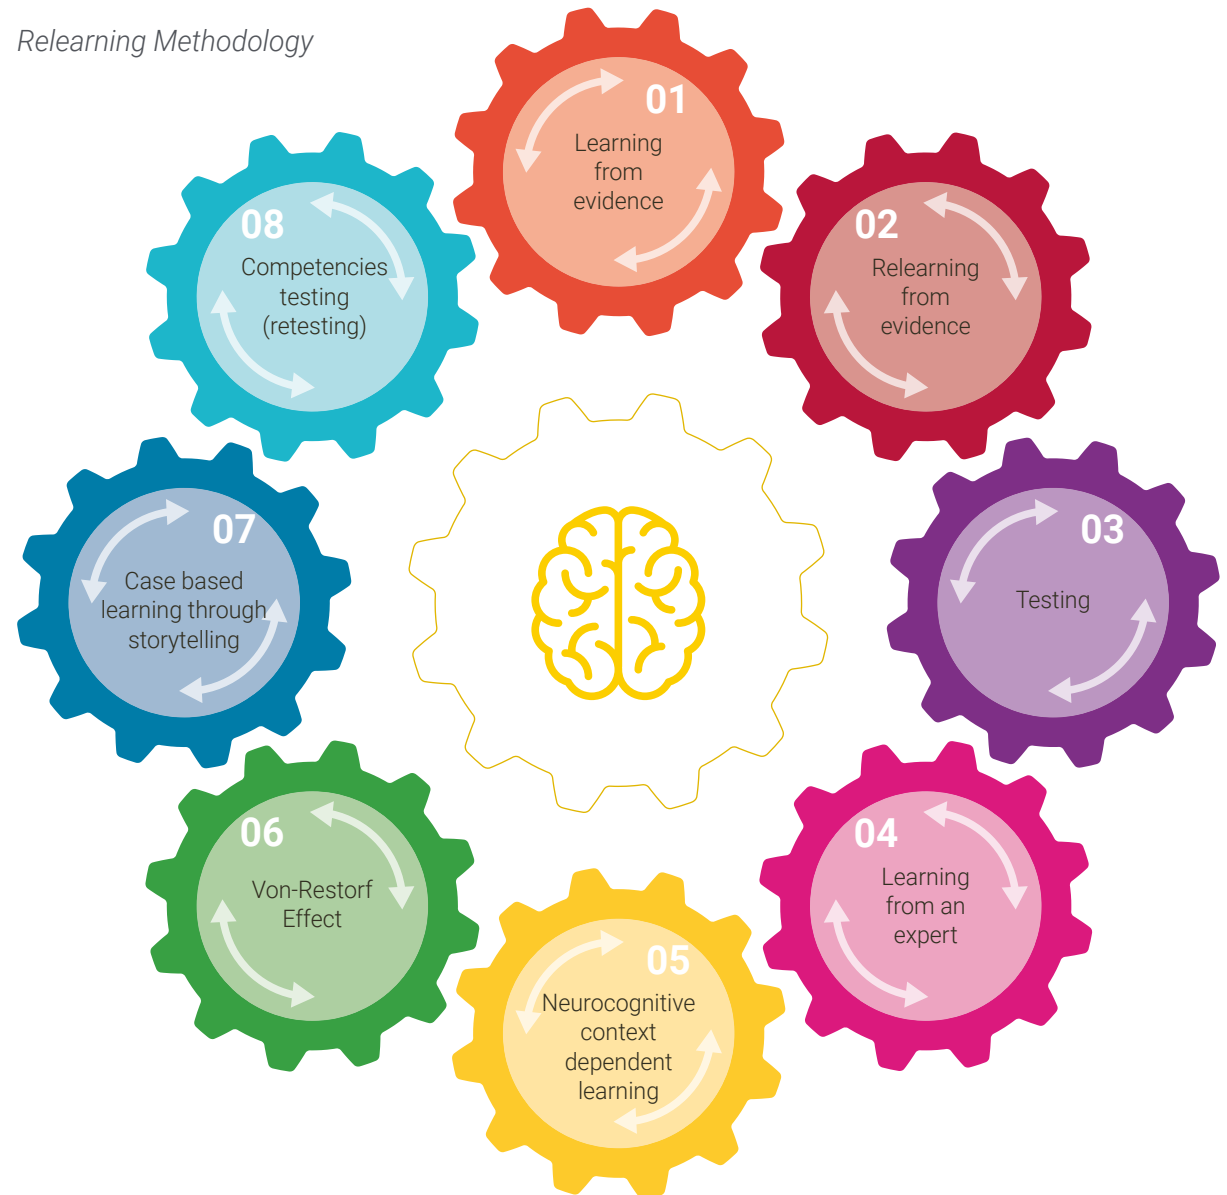 Relearning Methodology
01
Learning
from
evidence
02
Relearning
from
evidence
03
Testing
04
Learning
from an
expert
05
Neurocognitive
context
dependent
learning
06
Von-Restorf
Effect
07
Case based
learning through
storytelling
08
Competencies
testing
(retesting)